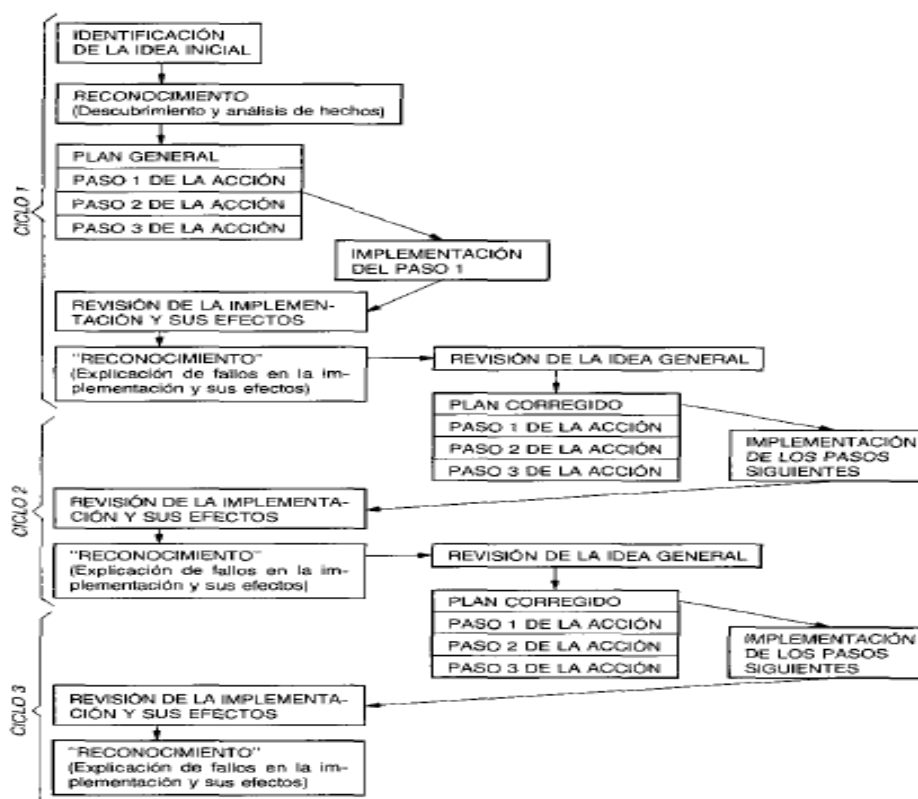 IDENTIFICACIÓN
DE LA IDEA INICIAL
RECONOCIMIENTO
(Descubrimiento y análisis de hechos)
PLAN GENERAL
PASO 1 DE LA ACCIÓN
PASO 2 DE LA ACCIÓN
PASO 3 DE LA ACCIÓN
CICLO 1
IMPLEMENTACIÓN
DEL PASO 1
REVISIÓN DE LA IMPLEMEN-
TACIÓN Y SUS EFECTOS
"RECONOCIMIENTO"
(Explicación de fallos en la im-
plementación y sus efectos)
REVISIÓN DE LA IDEA GENERAL
PLAN CORREGIDO
PASO 1 DE LA ACCIÓN
PASO 2 DE LA ACCIÓN
PASO 3 DE LA ACCIÓN
IMPLEMENTACIÓN
DE LOS PASOS
SIGUIENTES
CICLO 2
REVISIÓN DE LA IMPLEMENTA-
CIÓN Y SUS EFECTOS
"RECONOCIMIENTO"
(Explicación de fallos en la im-
plementación y sus efectos)
REVISIÓN DE LA IDEA GENERAL
PLAN CORREGIDO
PASO 1 DE LA ACCIÓN
PASO 2 DE LA ACCIÓN
PASO 3 DE LA ACCIÓN
IMPLEMENTACIÓN
DE LOS PASOS
SIGUIENTES
CICLO 3
REVISIÓN DE LA IMPLEMENTA-
CIÓN Y SUS EFECTOS
"RECONOCIMIENTO"
(Explicación de fallos en la im-
plementación y sus efectos)